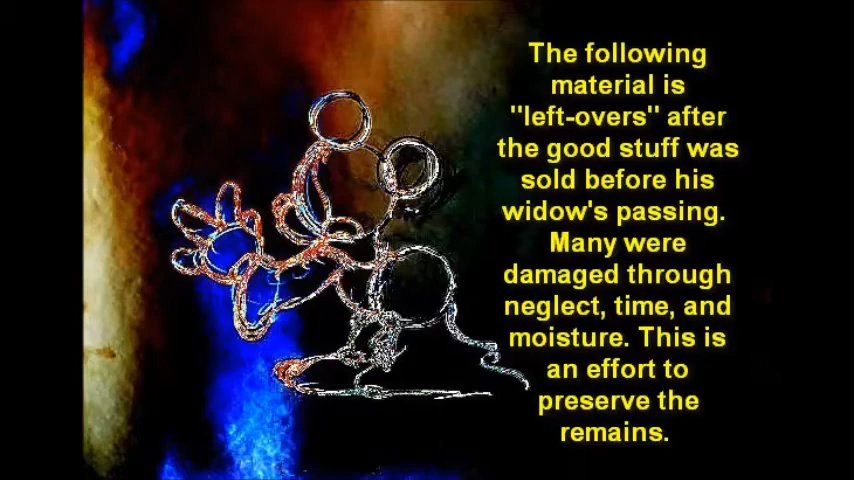 The following
material is
"left-overs" after
the good stuff was
sold before his
widow's passing.
Many were
damaged through
neglect, time, and
moisture. This is
an effort to
preserve the
remains.